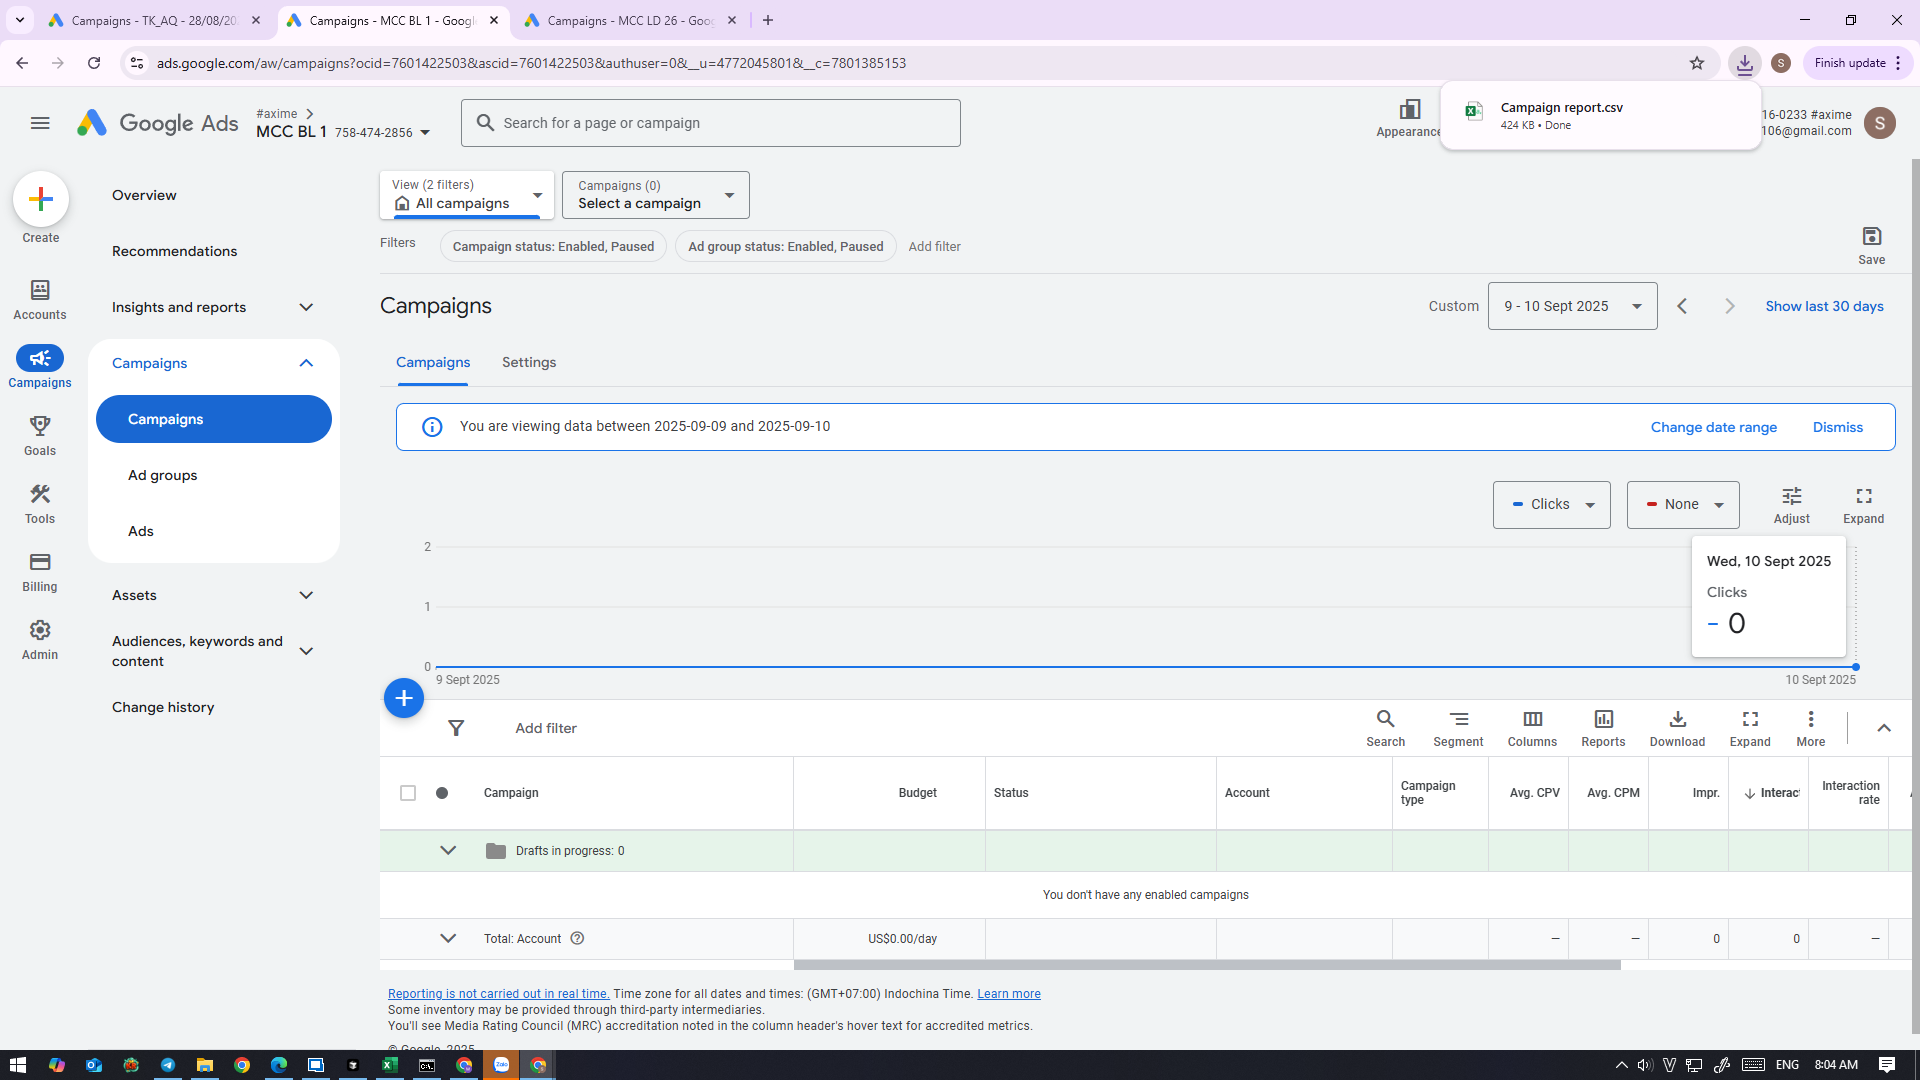 Campaigns - TK_AQ - 28/08/20
Campaigns - MCC BL 1 - Google
Campaigns - MCC LD 26 - Goo
ads.google.com/aw/campaigns?ocid=7601422503&ascid=7601422503&authuser=0&__u=4772045801&__c=7801385153
S
Finish update
Campaign report.csv
424 KB • Done
Google Ads
#axime
MCC BL 1 758-474-2856
Search for a page or campaign
Appearance
16-0233 #axime
106@gmail.com
S
Create
Accounts
Campaigns
Goals
Tools
Billing
Admin
Overview
Recommendations
Insights and reports
Campaigns
Campaigns
Ad groups
Ads
Assets
Audiences, keywords and
content
Change history
View (2 filters)
All campaigns
Campaigns (0)
Select a campaign
Filters
Campaign status: Enabled, Paused
Ad group status: Enabled, Paused
Add filter
Save
Campaigns
Custom
9 - 10 Sept 2025
Show last 30 days
Campaigns
Settings
You are viewing data between 2025-09-09 and 2025-09-10
Change date range
Dismiss
Clicks
None
Adjust
Expand
2
1
0
9 Sept 2025
10 Sept 2025
Wed, 10 Sept 2025
Clicks
0
Add filter
Search
Segment
Columns
Reports
Download
Expand
More
Campaign
Budget
Status
Account
Campaign
type
Avg. CPV
Avg. CPM
Impr.
Interac
Interaction
rate
Drafts in progress: 0
You don't have any enabled campaigns
Total: Account
US$0.00/day
—
—
0
0
—
Reporting is not carried out in real time. Time zone for all dates and times: (GMT+07:00) Indochina Time. Learn more
Some inventory may be provided through third-party intermediaries.
You'll see Media Rating Council (MRC) accreditation noted in the column header's hover text for accredited metrics.
© Google, 2025
Zalo
ENG
8:04 AM